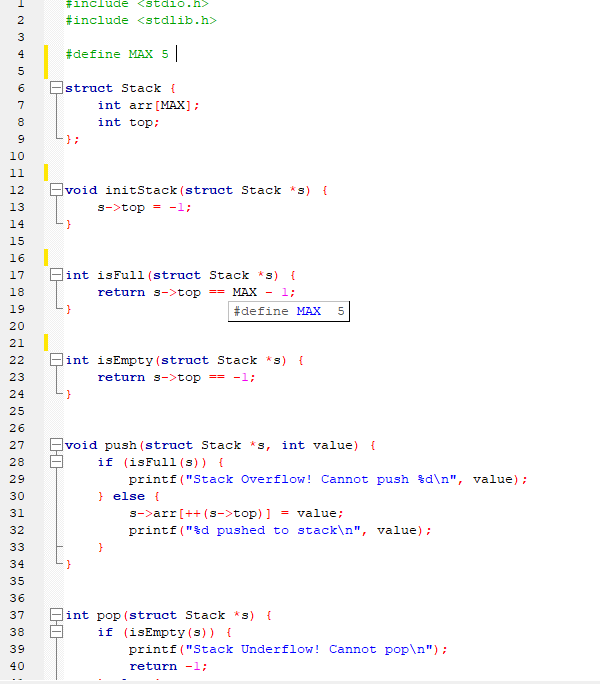 1 #include <stdio.h>
2 #include <stdlib.h>
3
4 #define MAX 5
5
6 struct Stack {
7     int arr[MAX];
8     int top;
9 };
10
11
12 void initStack(struct Stack *s) {
13     s->top = -1;
14 }
15
16
17 int isFull(struct Stack *s) {
18     return s->top == MAX - 1;
19 }
#define MAX  5
20
21
22 int isEmpty(struct Stack *s) {
23     return s->top == -1;
24 }
25
26
27 void push(struct Stack *s, int value) {
28     if (isFull(s)) {
29         printf("Stack Overflow! Cannot push %d\n", value);
30     } else {
31         s->arr[++(s->top)] = value;
32         printf("%d pushed to stack\n", value);
33     }
34 }
35
36
37 int pop(struct Stack *s) {
38     if (isEmpty(s)) {
39         printf("Stack Underflow! Cannot pop\n");
40         return -1;